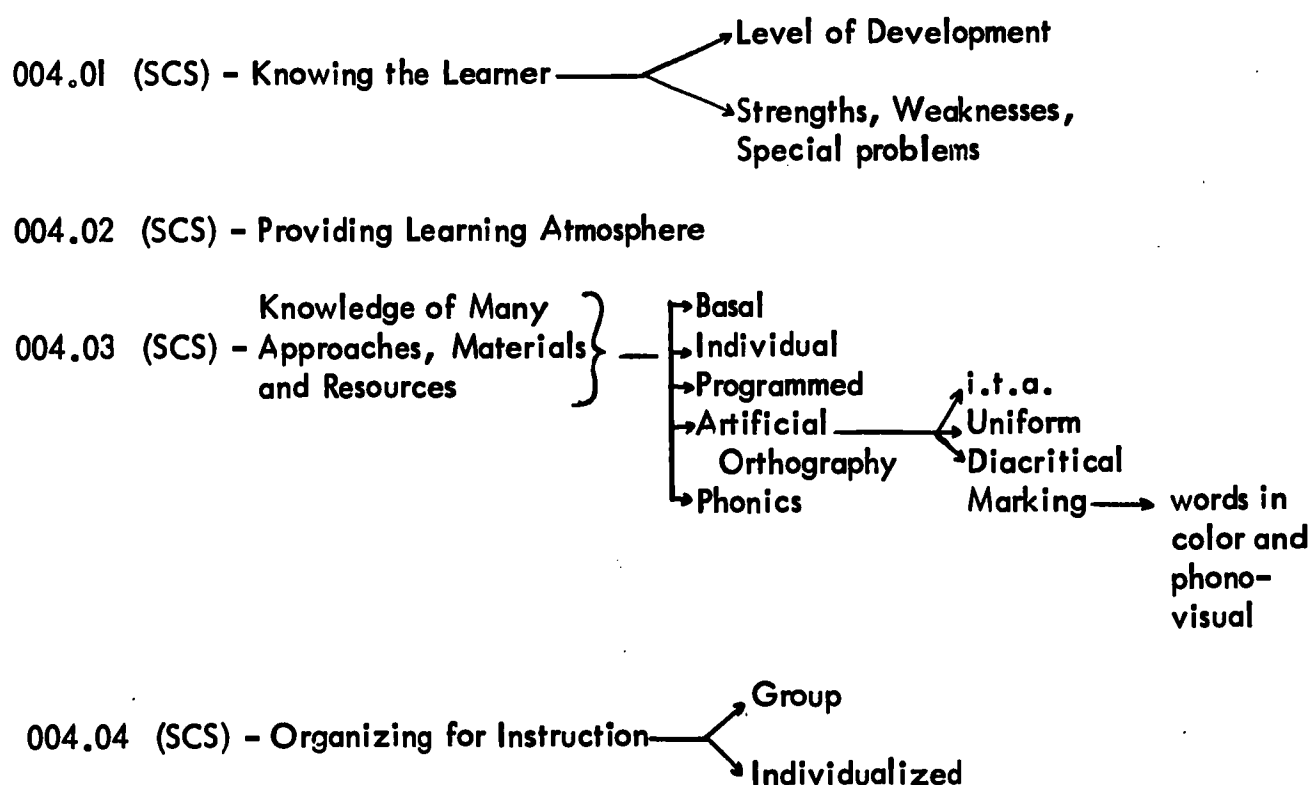 Level of Development
004.01 (SCS) - Knowing the Learner
Strengths, Weaknesses,
Special problems
004.02 (SCS) - Providing Learning Atmosphere
Knowledge of Many
004.03 (SCS) - Approaches, Materials
and Resources
Basal
Individual
Programmed
Artificial
Orthography
Phonics
i.t.a.
Uniform
Diacritical
Marking
words in
color and
phono-
visual
Group
004.04 (SCS) - Organizing for Instruction
Individualized